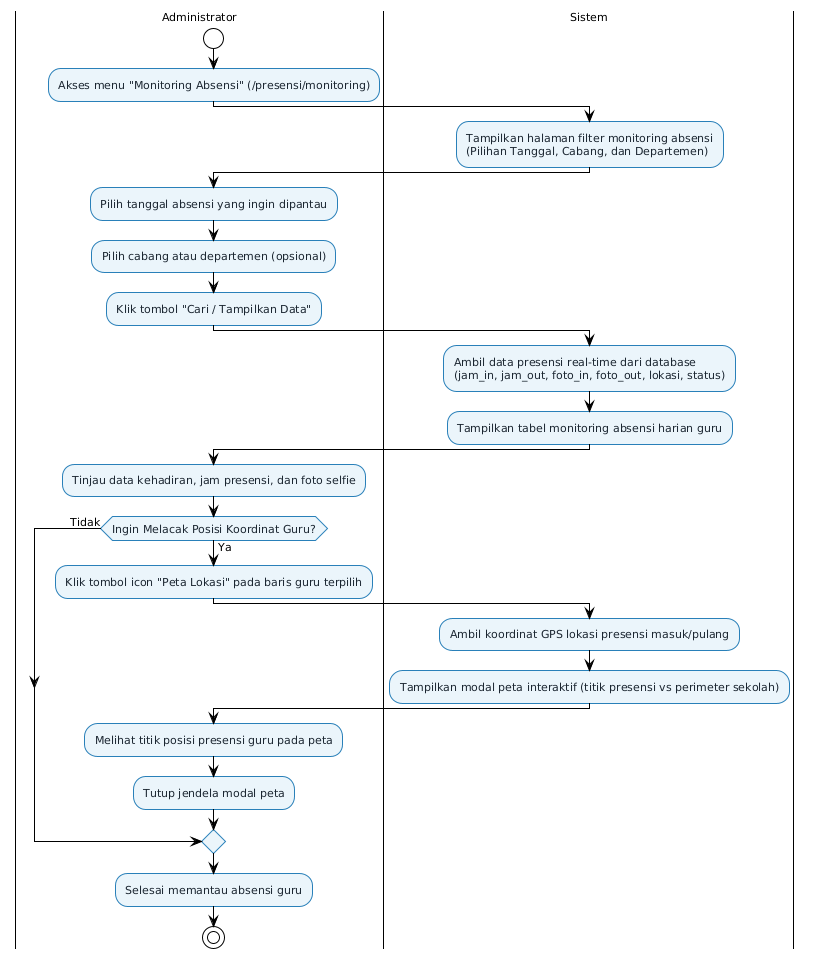 Administrator
Sistem
Akses menu "Monitoring Absensi" (/presensi/monitoring)
Tampilkan halaman filter monitoring absensi
(Pilihan Tanggal, Cabang, dan Departemen)
Pilih tanggal absensi yang ingin dipantau
Pilih cabang atau departemen (opsional)
Klik tombol "Cari / Tampilkan Data"
Ambil data presensi real-time dari database
(jam_in, jam_out, foto_in, foto_out, lokasi, status)
Tampilkan tabel monitoring absensi harian guru
Tinjau data kehadiran, jam presensi, dan foto selfie
Tidak
Ingin Melacak Posisi Koordinat Guru?
Ya
Klik tombol icon "Peta Lokasi" pada baris guru terpilih
Ambil koordinat GPS lokasi presensi masuk/pulang
Tampilkan modal peta interaktif (titik presensi vs perimeter sekolah)
Melihat titik posisi presensi guru pada peta
Tutup jendela modal peta
Selesai memantau absensi guru